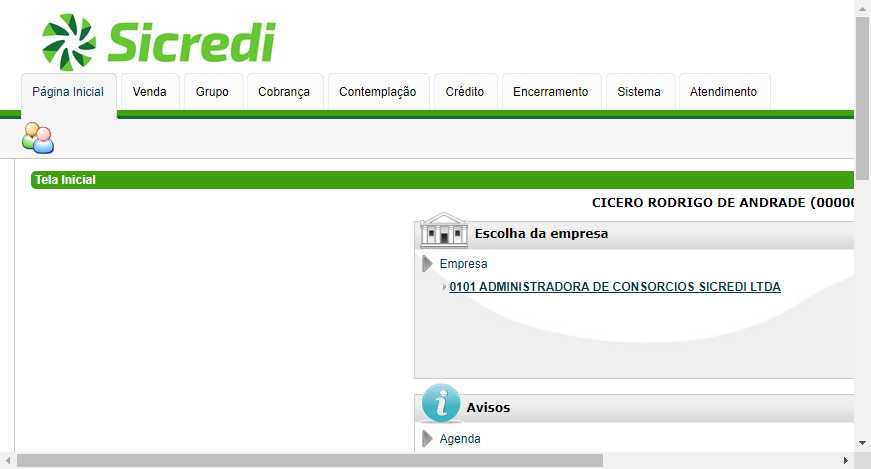 Sicredi
Página Inicial Venda Grupo Cobrança Contemplação Crédito Encerramento Sistema Atendimento
Tela Inicial
CICERO RODRIGO DE ANDRADE (00000
Escolha da empresa
Empresa
0101 ADMINISTRADORA DE CONSORCIOS SICREDI LTDA
Avisos
Agenda